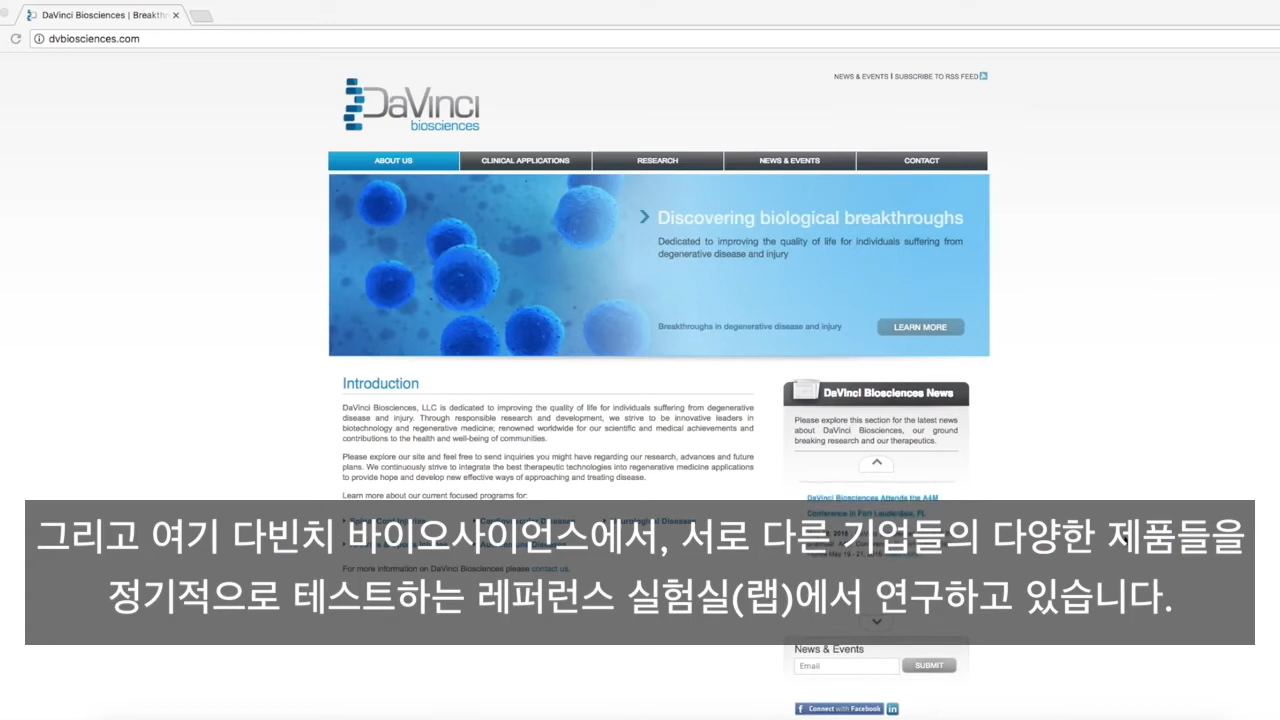 DaVinci Biosciences | Breakthr
dvbiosciences.com
NEWS & EVENTS | SUBSCRIBE TO RSS FEED
DaVinci
biosciences
ABOUT US
CLINICAL APPLICATIONS
RESEARCH
NEWS & EVENTS
CONTACT
Discovering biological breakthroughs
Dedicated to improving the quality of life for individuals suffering from
degenerative disease and injury
Breakthroughs in degenerative disease and injury
LEARN MORE
Introduction
DaVinci Biosciences, LLC is dedicated to improving the quality of life for individuals suffering from degenerative
disease and injury. Through responsible research and development, we strive to be innovative leaders in
biotechnology and regenerative medicine; renowned worldwide for our scientific and medical achievements and
contributions to the health and well-being of communities.
Please explore our site and feel free to send inquiries you might have regarding our research, advances and future
plans. We continuously strive to integrate the best therapeutic technologies into regenerative medicine applications
to provide hope and develop new effective ways of approaching and treating disease.
Learn more about our current focused programs for:
For more information on DaVinci Biosciences please contact us.
DaVinci Biosciences News
Please explore this section for the latest news
about DaVinci Biosciences, our ground
breaking research and our therapeutics.
DaVinci Biosciences Attends the A4M
Conference in Fort Lauderdale, FL
News & Events
Email
SUBMIT
f Connect with Facebook
in
그리고 여기 다빈치 바이오사이언스에서, 서로 다른 기업들의 다양한 제품들을
정기적으로 테스트하는 레퍼런스 실험실(랩)에서 연구하고 있습니다.